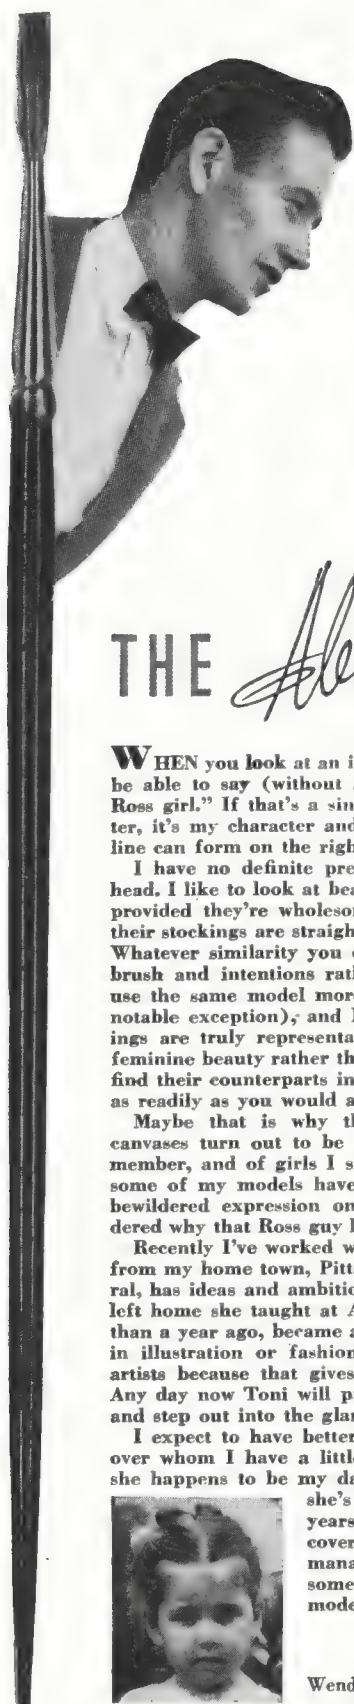 THE Ale
WHEN you look at an i
be able to say (without
Ross girl." If that's a sin
ter, it's my character and
line can form on the righ
I have no definite pre
head. I like to look at bea
provided they're wholeson
their stockings are straigh
Whatever similarity you
brush and intentions rath
use the same model more
notable exception), and I
ings are truly representa
feminine beauty rather th
find their counterparts in
as readily as you would a
Maybe that is why th
canvases turn out to be
member, and of girls I s
some of my models have
bewildered expression on
dered why that Ross guy l
Recently I've worked w
from my home town, Pitt
ral, has ideas and ambitio
left home she taught at A
than a year ago, became a
in illustration or fashion
artists because that gives
Any day now Toni will p
and step out into the glan
I expect to have better
over whom I have a little
she happens to be my da
she's
years
cover
mana
some
mode
Wend